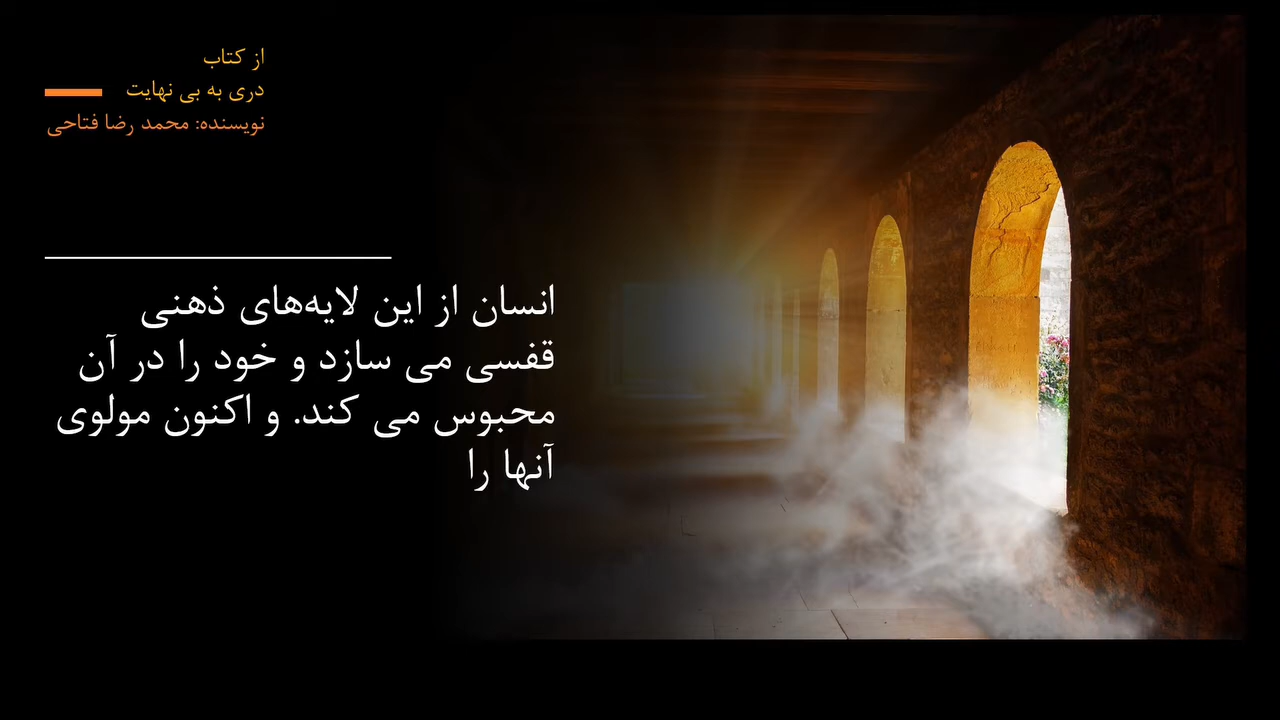 از کتاب
دری به بی نهایت
نویسنده: محمد رضا فتاحی
انسان از این لایه‌های ذهنی
قفسی می سازد و خود را در آن
محبوس می کند. و اکنون مولوی
آنها را